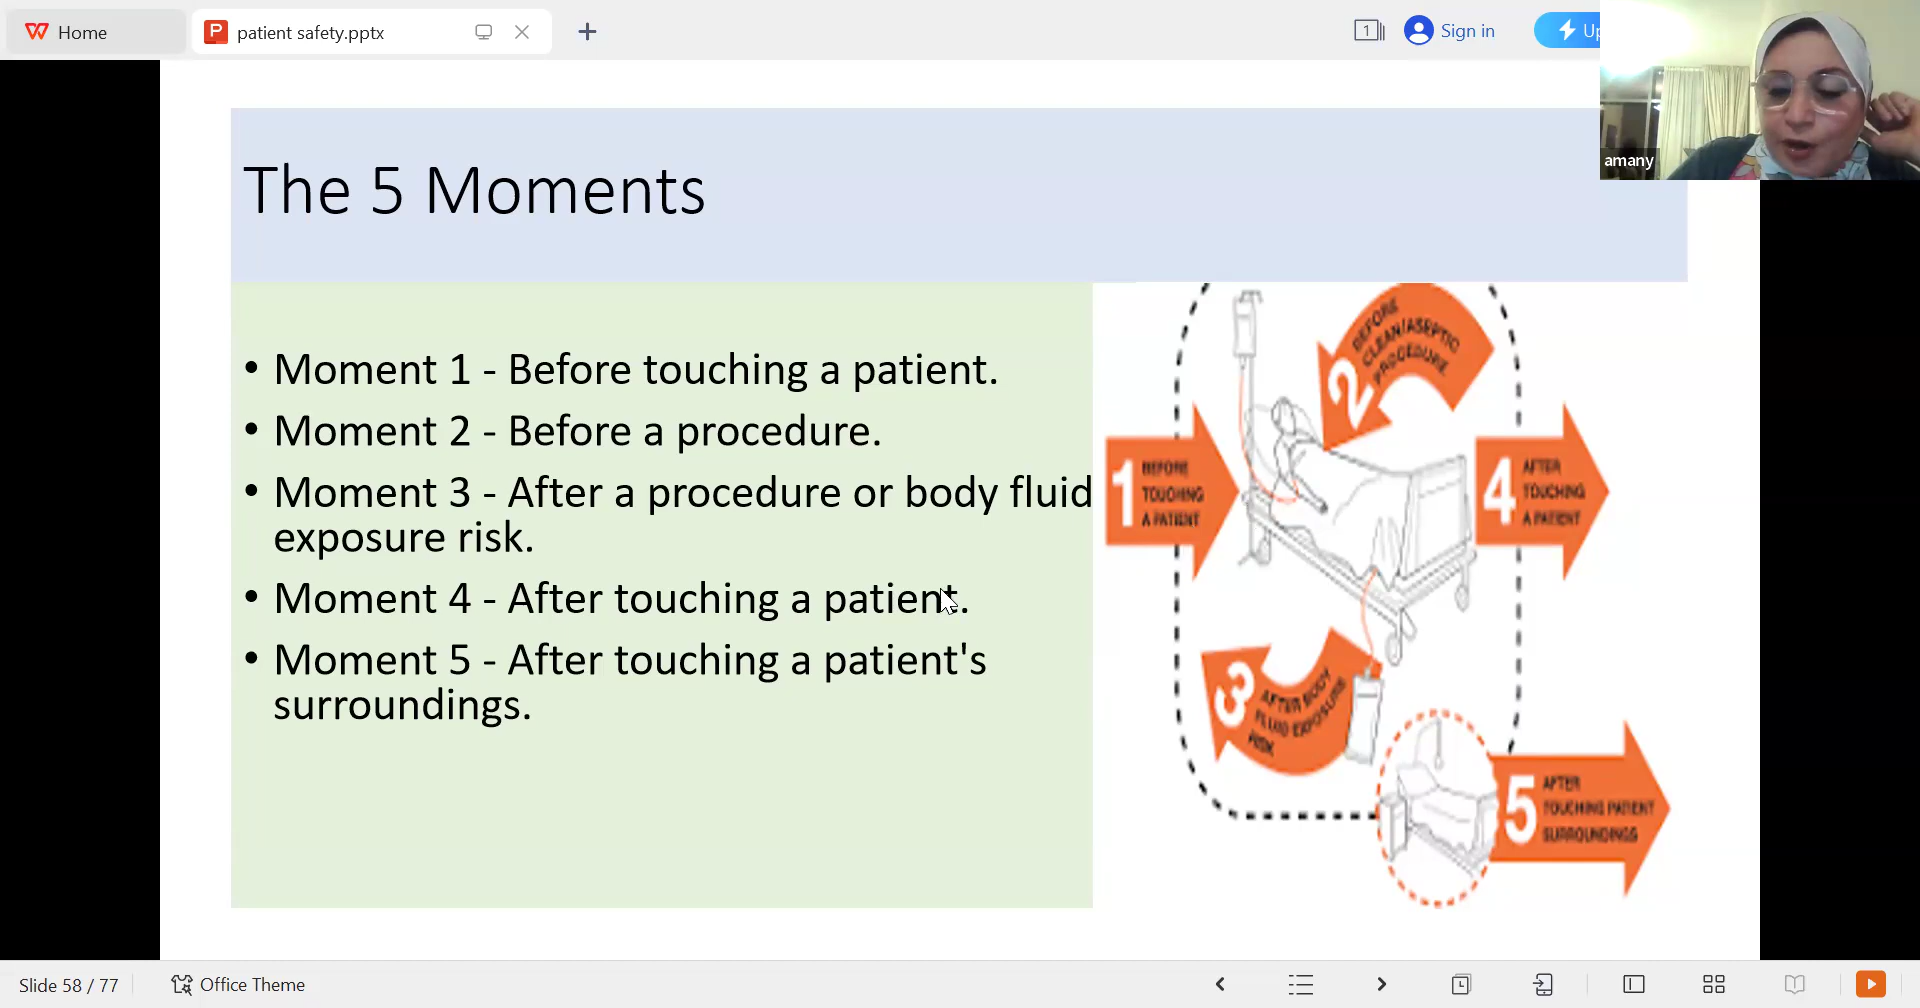 Home
patient safety.pptx
1
Sign in
Up
amany
The 5 Moments
• Moment 1 - Before touching a patient.
• Moment 2 - Before a procedure.
• Moment 3 - After a procedure or body fluid
exposure risk.
• Moment 4 - After touching a patient.
• Moment 5 - After touching a patient's
surroundings.
2
BEFORE
CLEAN/ASEPTIC
PROCEDURE
1
BEFORE
TOUCHING
A PATIENT
4
AFTER
TOUCHING
A PATIENT
3
AFTER BODY
FLUID EXPOSURE
RISK
5
AFTER
TOUCHING PATIENT
SURROUNDINGS
Slide 58 / 77
Office Theme